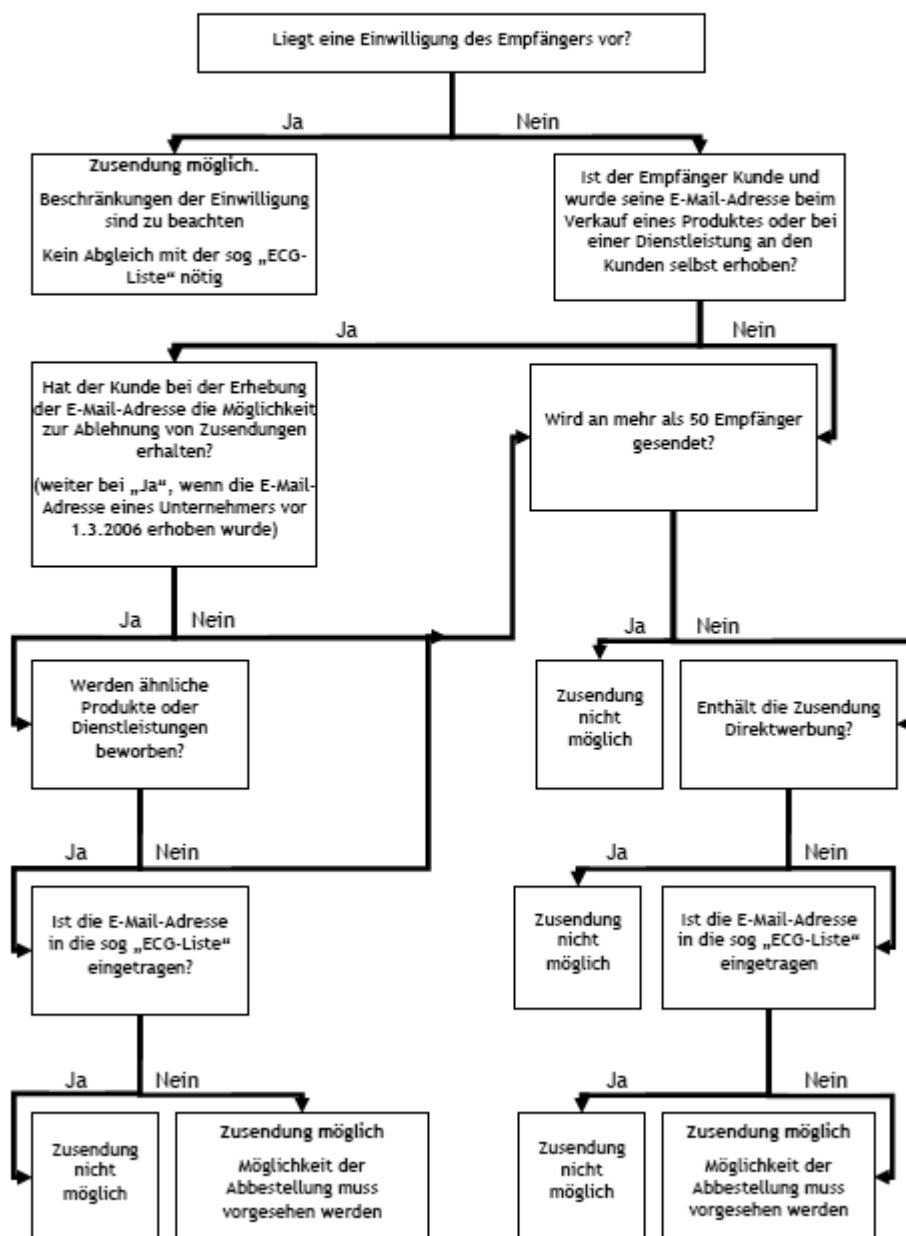 Liegt eine Einwilligung des Empfängers vor?
Ja
Nein
Zusendung möglich.
Beschränkungen der Einwilligung
sind zu beachten
Kein Abgleich mit der sog „ECG-
Liste“ nötig
Ist der Empfänger Kunde und
wurde seine E-Mail-Adresse beim
Verkauf eines Produktes oder bei
einer Dienstleistung an den
Kunden selbst erhoben?
Ja
Nein
Hat der Kunde bei der Erhebung
der E-Mail-Adresse die Möglichkeit
zur Ablehnung von Zusendungen
erhalten?
(weiter bei „Ja“, wenn die E-Mail-
Adresse eines Unternehmers vor
1.3.2006 erhoben wurde)
Wird an mehr als 50 Empfänger
gesendet?
Ja
Nein
Ja
Nein
Werden ähnliche
Produkte oder
Dienstleistungen
beworben?
Zusendung
nicht
möglich
Enthält die Zusendung
Direktwerbung?
Ja
Nein
Ja
Nein
Ist die E-Mail-Adresse
in die sog „ECG-Liste“
eingetragen?
Zusendung
nicht
möglich
Ist die E-Mail-Adresse
in die sog „ECG-Liste“
eingetragen
Ja
Nein
Ja
Nein
Zusendung
nicht
möglich
Zusendung möglich
Möglichkeit der
Abbestellung muss
vorgesehen werden
Zusendung
nicht
möglich
Zusendung möglich
Möglichkeit der
Abbestellung muss
vorgesehen werden